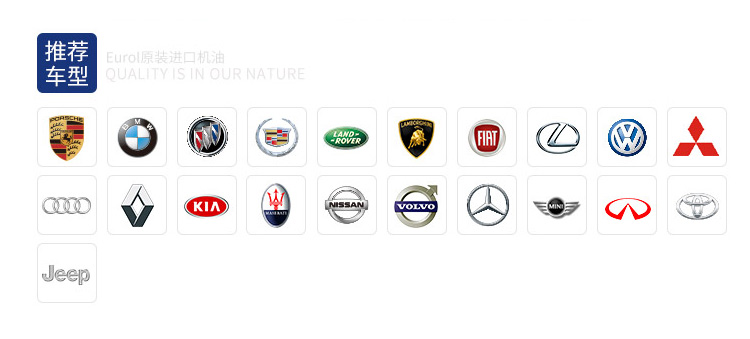 推荐
车型
Eurol原装进口机油
QUALITY IS IN OUR NATURE
PORSCHE
BMW
LAND-
ROVER
LAMBORGHINI
FIAT
KIA
MASERATI
NISSAN
VOLVO
MINI
Jeep